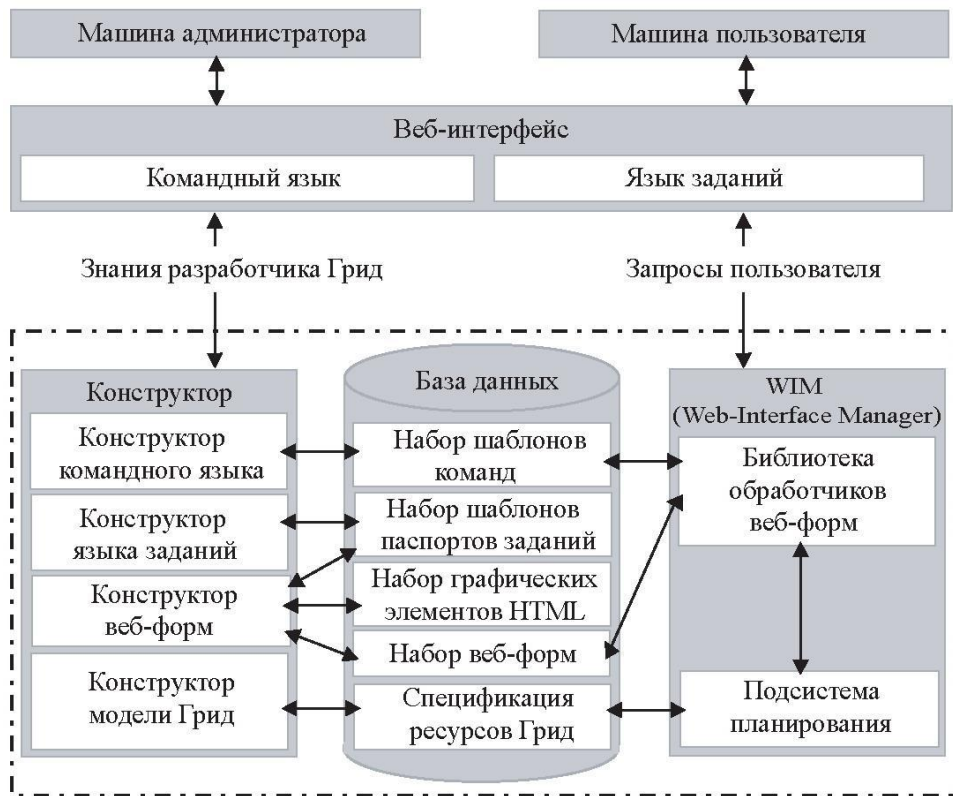 Машина администратора
Машина пользователя
Веб-интерфейс
Командный язык
Язык заданий
Знания разработчика Грид
Запросы пользователя
Конструктор
Конструктор
командного языка
Конструктор
языка заданий
Конструктор
веб-форм
Конструктор
модели Грид
База данных
Набор шаблонов
команд
Набор шаблонов
паспортов заданий
Набор графических
элементов HTML
Набор веб-форм
Спецификация
ресурсов Грид
WIM
(Web-Interface Manager)
Библиотека
обработчиков
веб-форм
Подсистема
планирования